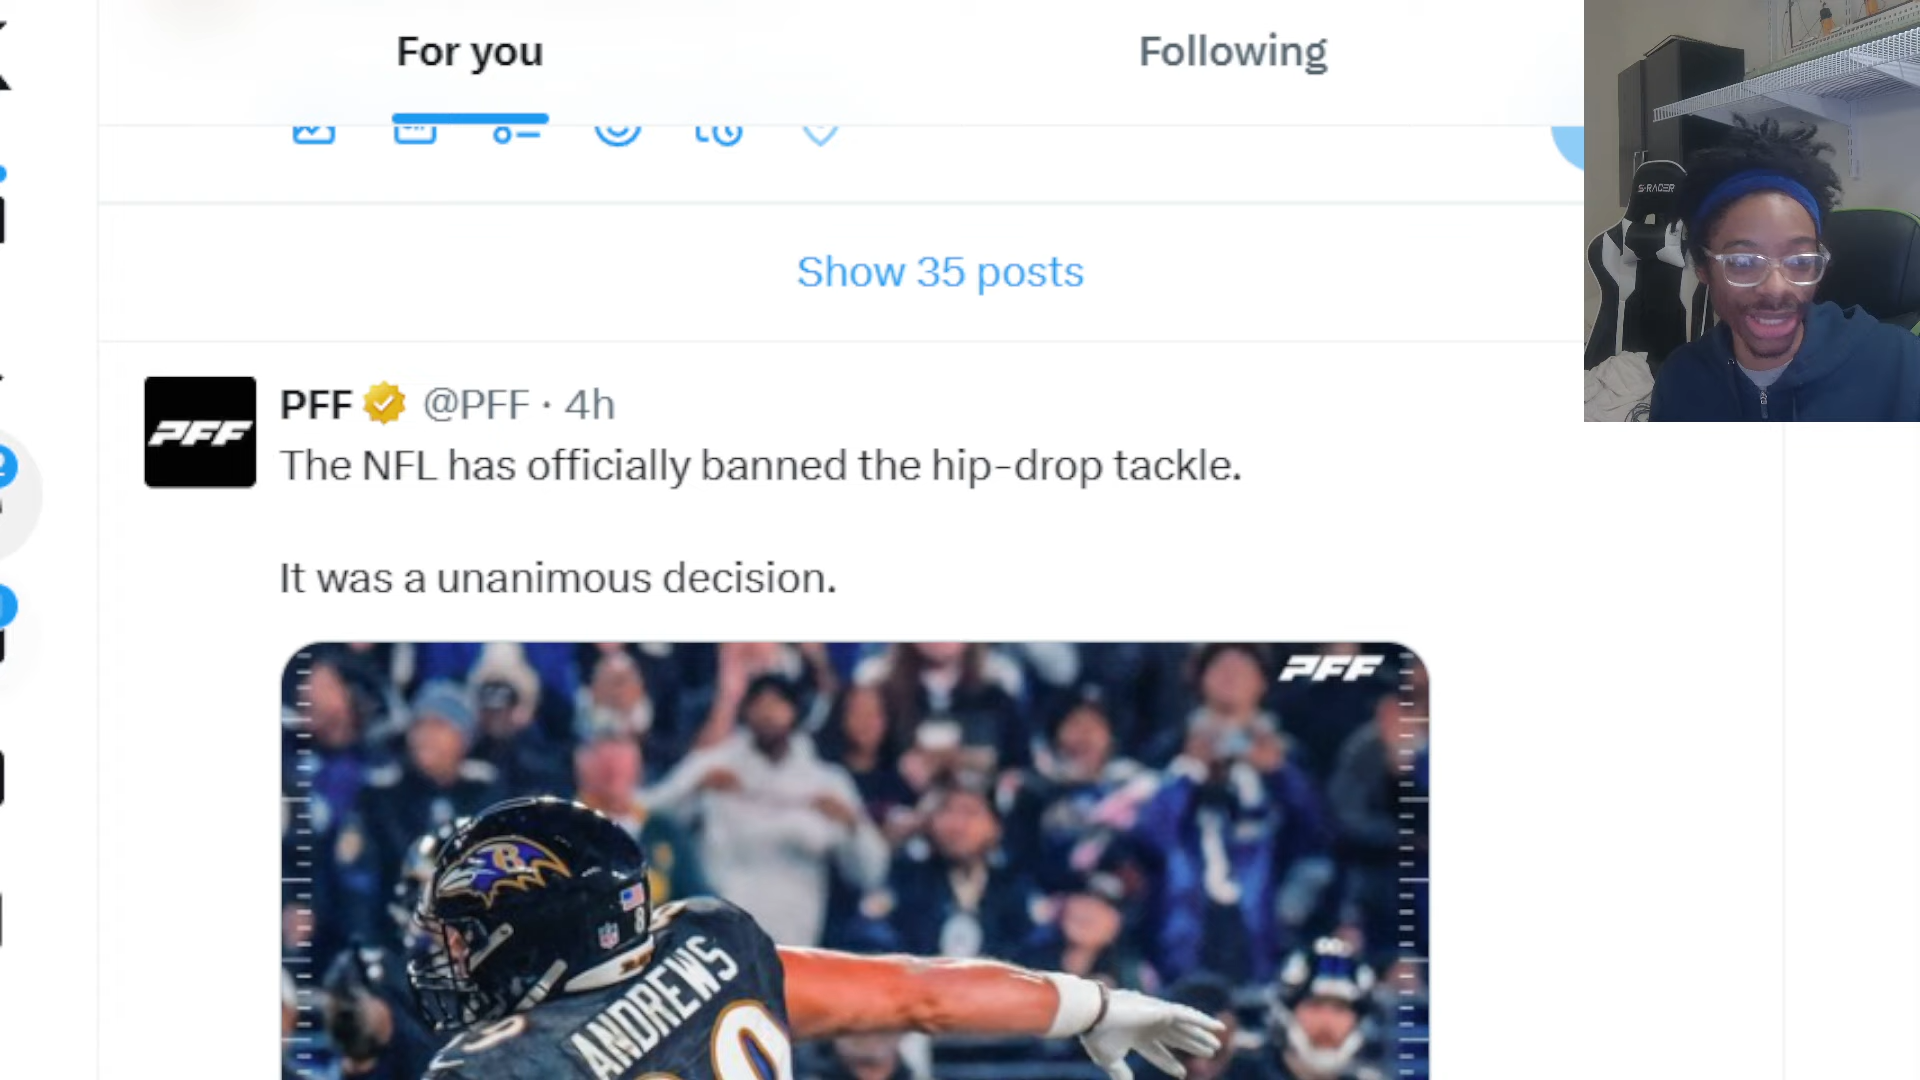 For you
Following
Show 35 posts
PFF @PFF · 4h
The NFL has officially banned the hip-drop tackle.
It was a unanimous decision.
PFF
PFF
ANDREWS
S-RACER